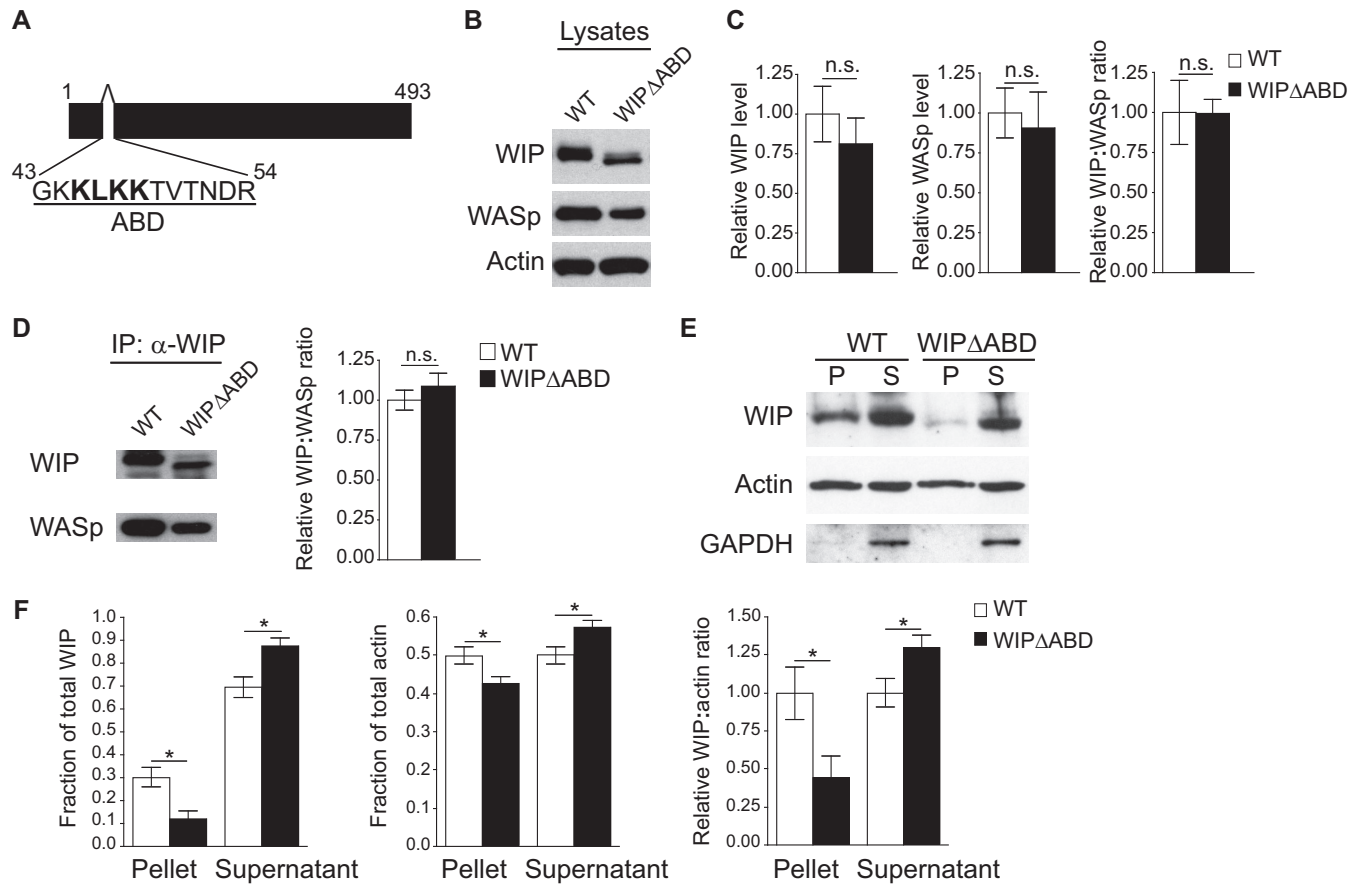 A
1 493
43 54
GKKKLKKTVTNDR
ABD
B
Lysates
WT WIPΔABD
WIP
WASp
Actin
C
Relative WIP level
1.25
1.00
0.75
0.50
0.25
0.00
n.s.
Relative WASp level
1.25
1.00
0.75
0.50
0.25
0.00
n.s.
Relative WIP:WASp ratio
1.25
1.00
0.75
0.50
0.25
0.00
n.s.
WT
WIPΔABD
D
IP: α-WIP
WT WIPΔABD
WIP
WASp
Relative WIP:WASp ratio
1.25
1.00
0.75
0.50
0.25
0.00
n.s.
WT
WIPΔABD
E
WT WIPΔABD
P S P S
WIP
Actin
GAPDH
F
Fraction of total WIP
1.0
0.9
0.8
0.7
0.6
0.5
0.4
0.3
0.2
0.1
0.0
*
*
Pellet Supernatant
Fraction of total actin
0.6
0.5
0.4
0.3
0.2
0.1
0.0
*
*
Pellet Supernatant
Relative WIP:actin ratio
1.50
1.25
1.00
0.75
0.50
0.25
0.00
*
*
Pellet Supernatant
WT
WIPΔABD